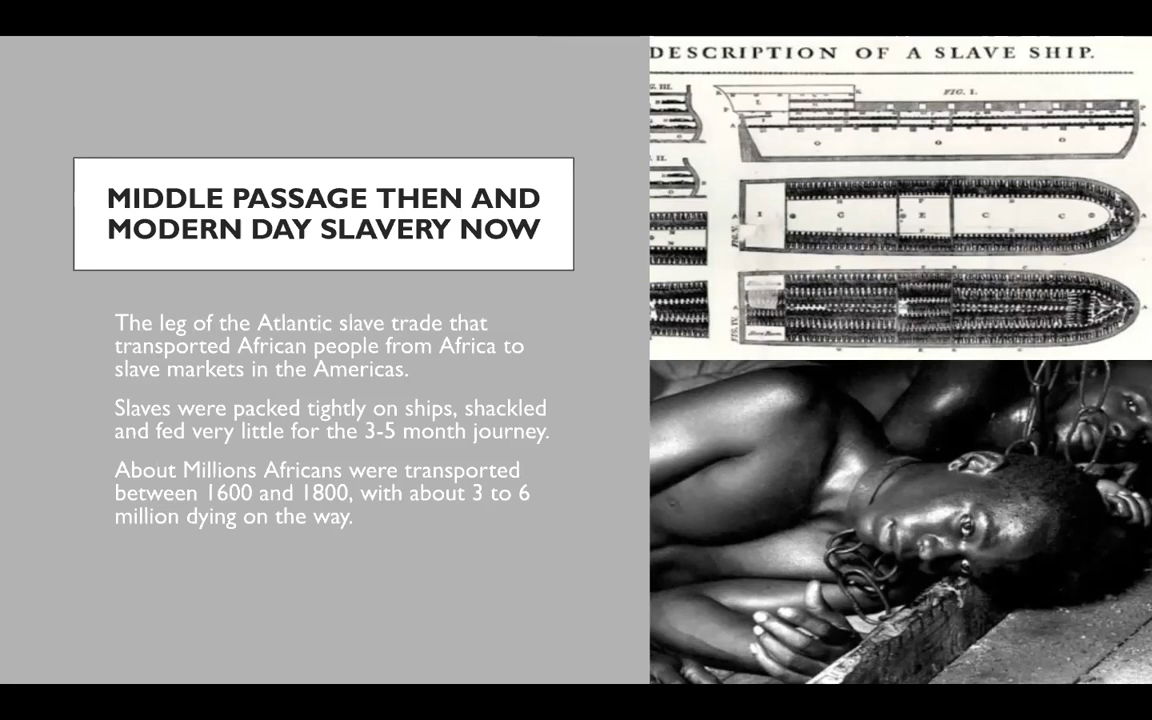 MIDDLE PASSAGE THEN AND
MODERN DAY SLAVERY NOW
The leg of the Atlantic slave trade that
transported African people from Africa to
slave markets in the Americas.
Slaves were packed tightly on ships, shackled
and fed very little for the 3-5 month journey.
About Millions Africans were transported
between 1600 and 1800, with about 3 to 6
million dying on the way.
DESCRIPTION OF A SLAVE SHIP.
FIG. I.